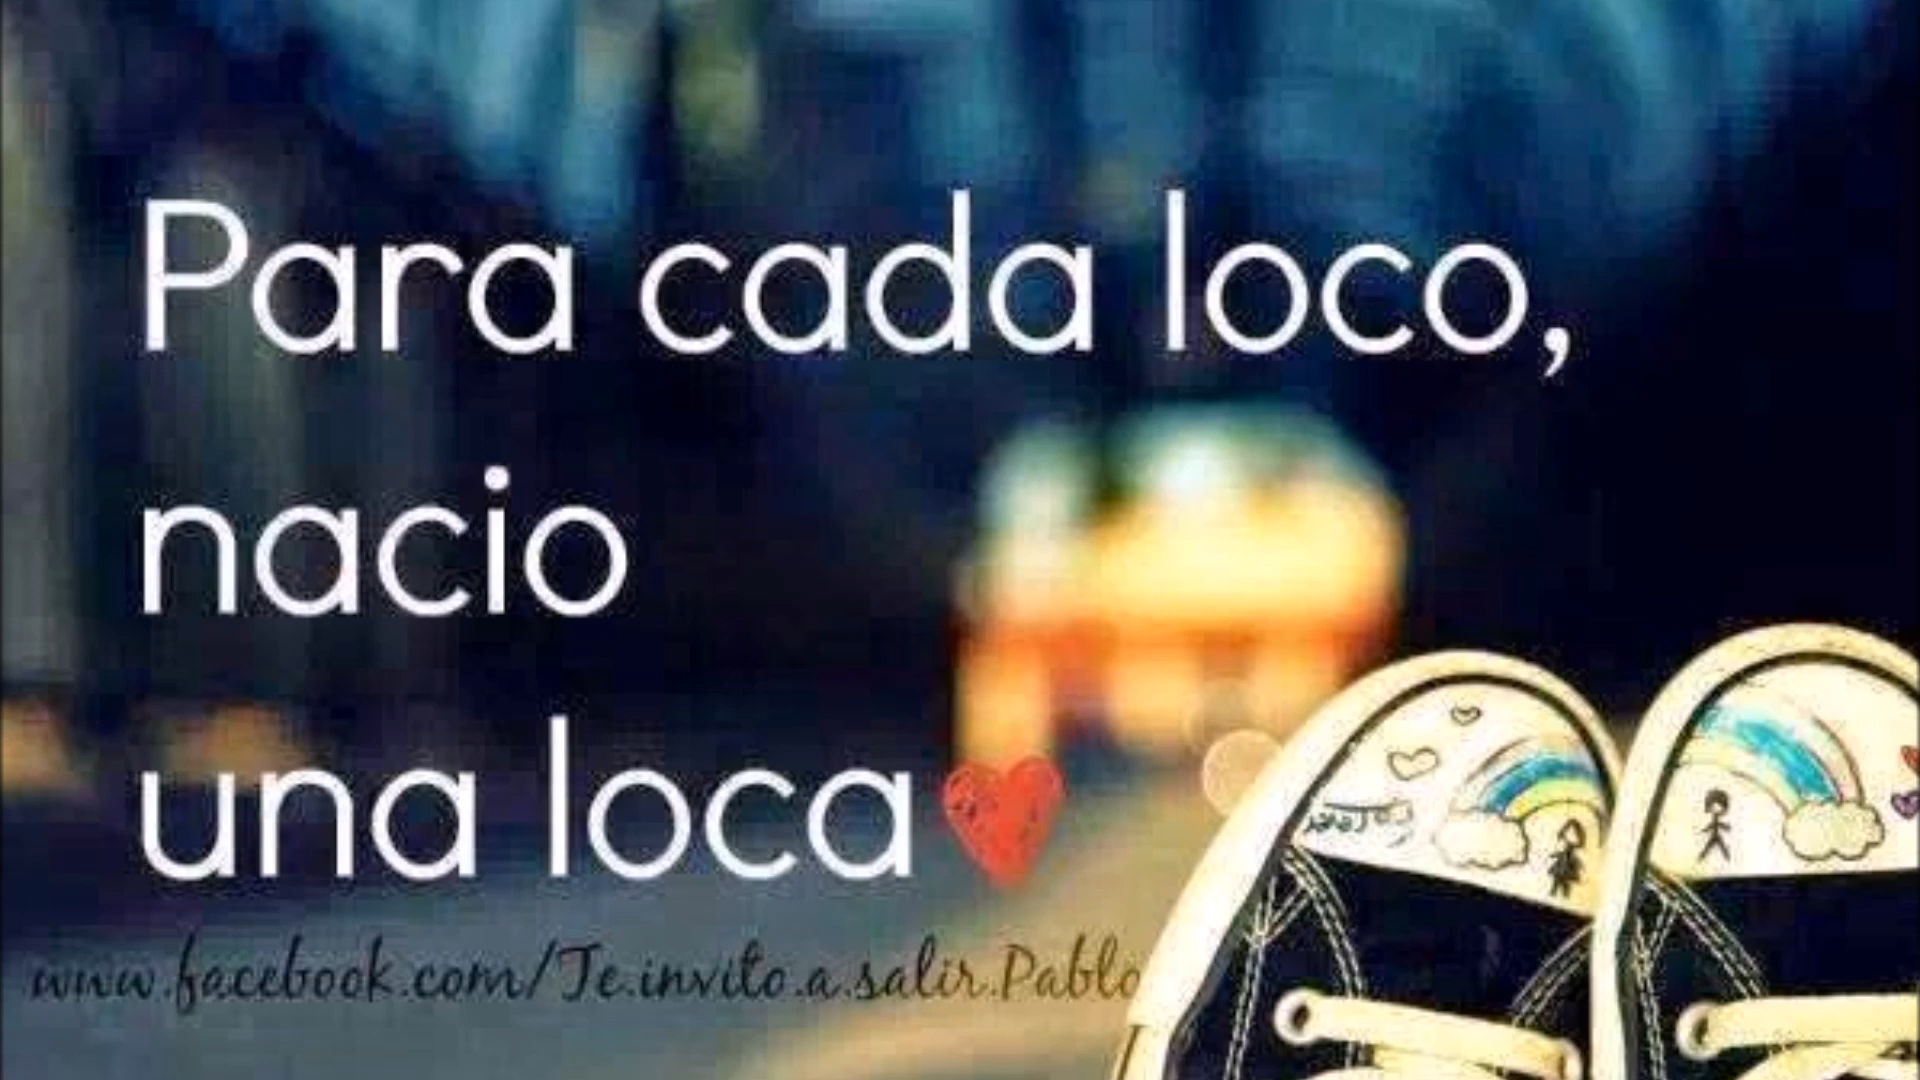 Para cada loco,
nacio
una loca
www.facebook.com/Te.invito.a.salir.Pablo